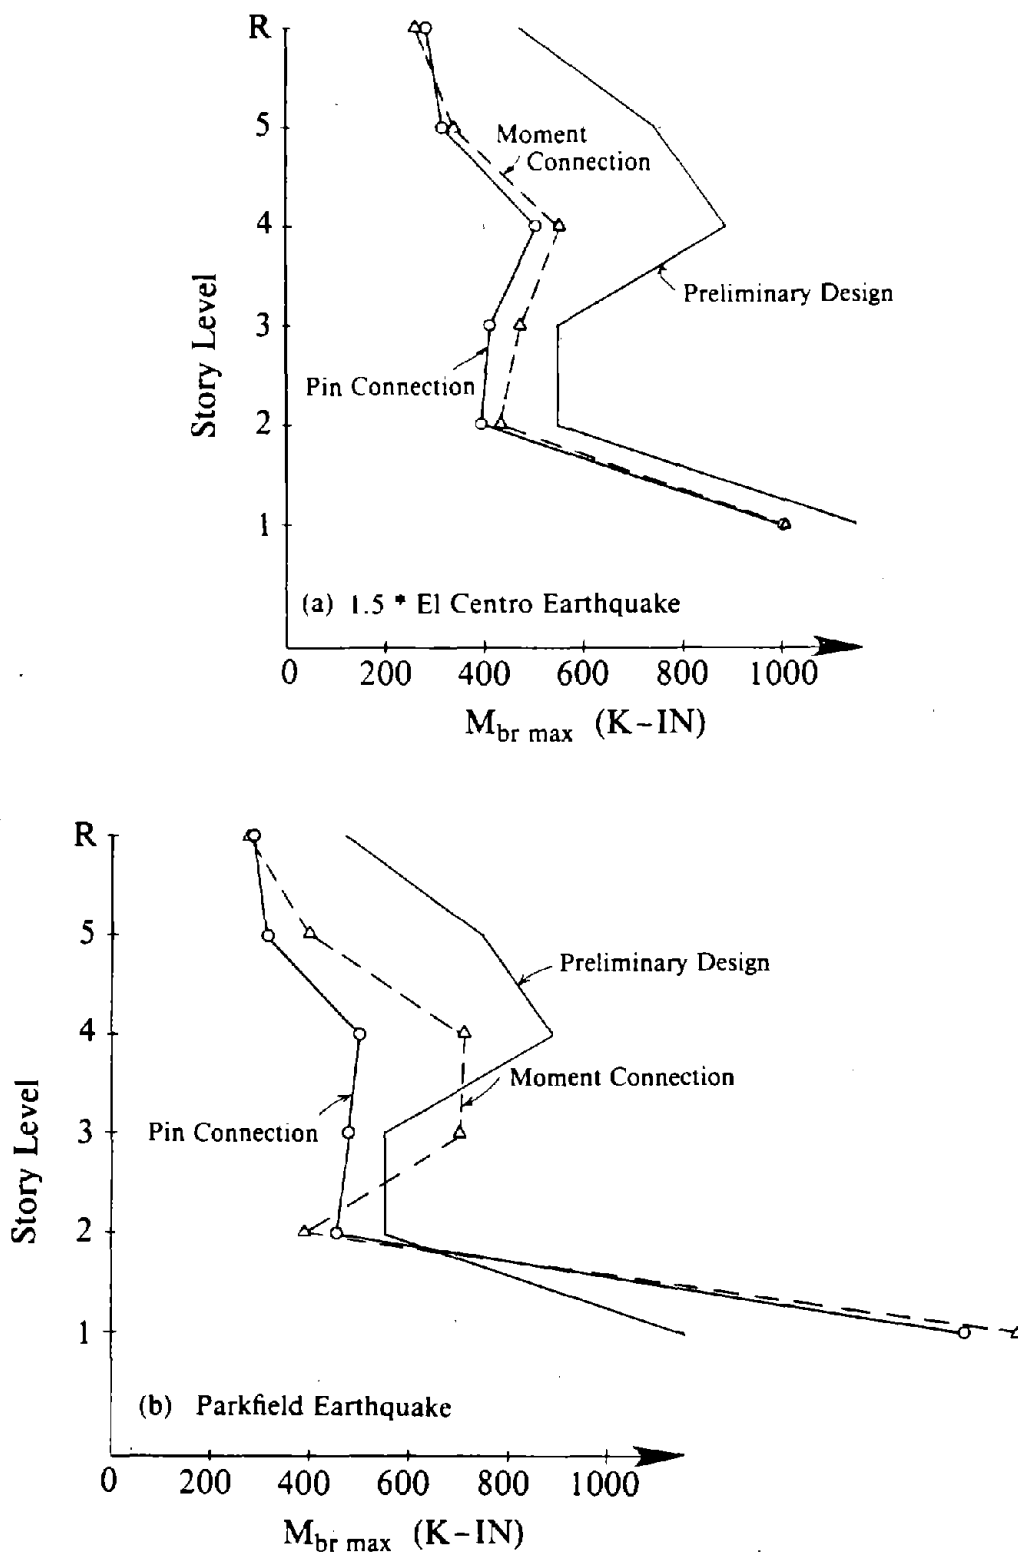 R
5
Moment
Connection
4
Preliminary Design
3
Pin Connection
2
1
Story Level
(a) 1.5 * El Centro Earthquake
0 200 400 600 800 1000
M_br max (K-IN)
R
5
Preliminary Design
4
Moment Connection
Pin Connection
3
2
1
Story Level
(b) Parkfield Earthquake
0 200 400 600 800 1000
M_br max (K-IN)